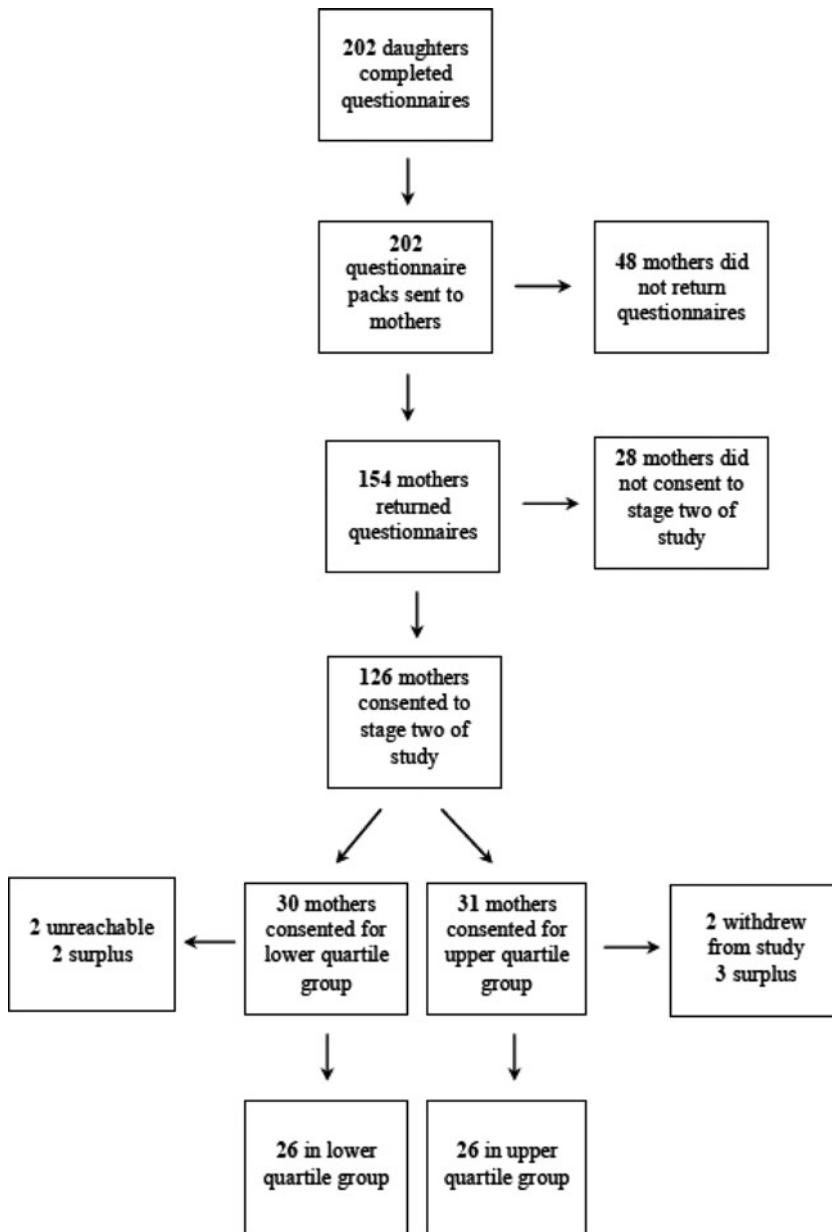 202 daughters
completed
questionnaires
202
questionnaire
packs sent to
mothers
48 mothers did
not return
questionnaires
154 mothers
returned
questionnaires
28 mothers did
not consent to
stage two of
study
126 mothers
consented to
stage two of
study
2 unreachable
2 surplus
30 mothers
consented for
lower quartile
group
31 mothers
consented for
upper quartile
group
2 withdrew
from study
3 surplus
26 in lower
quartile group
26 in upper
quartile group